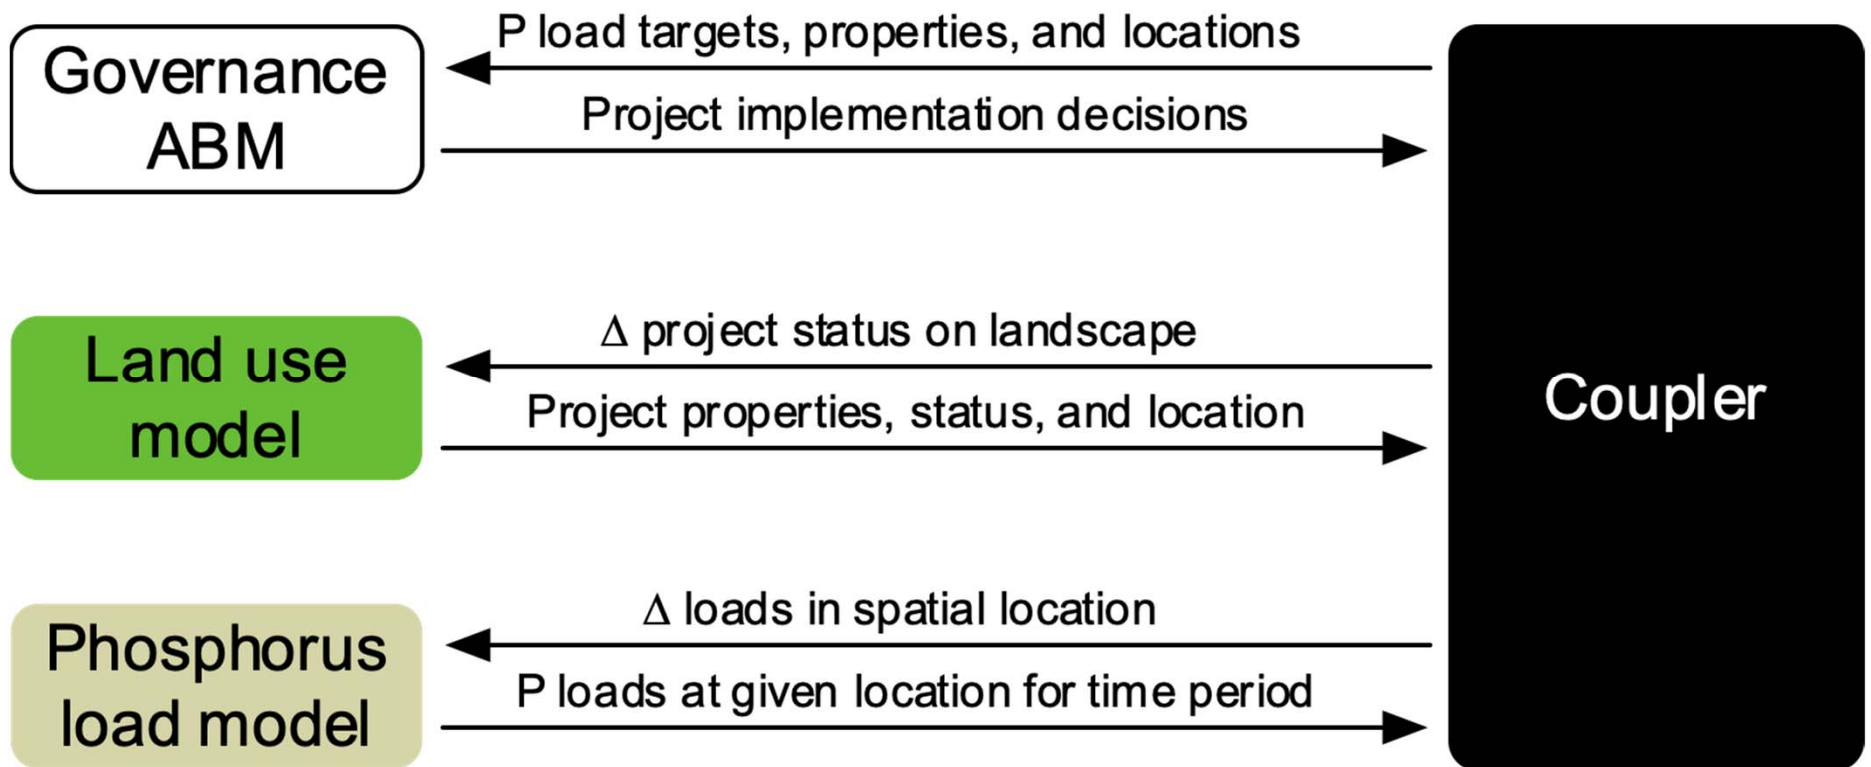 Governance
ABM
P load targets, properties, and locations
Project implementation decisions
Land use
model
Δ project status on landscape
Project properties, status, and location
Phosphorus
load model
Δ loads in spatial location
P loads at given location for time period
Coupler